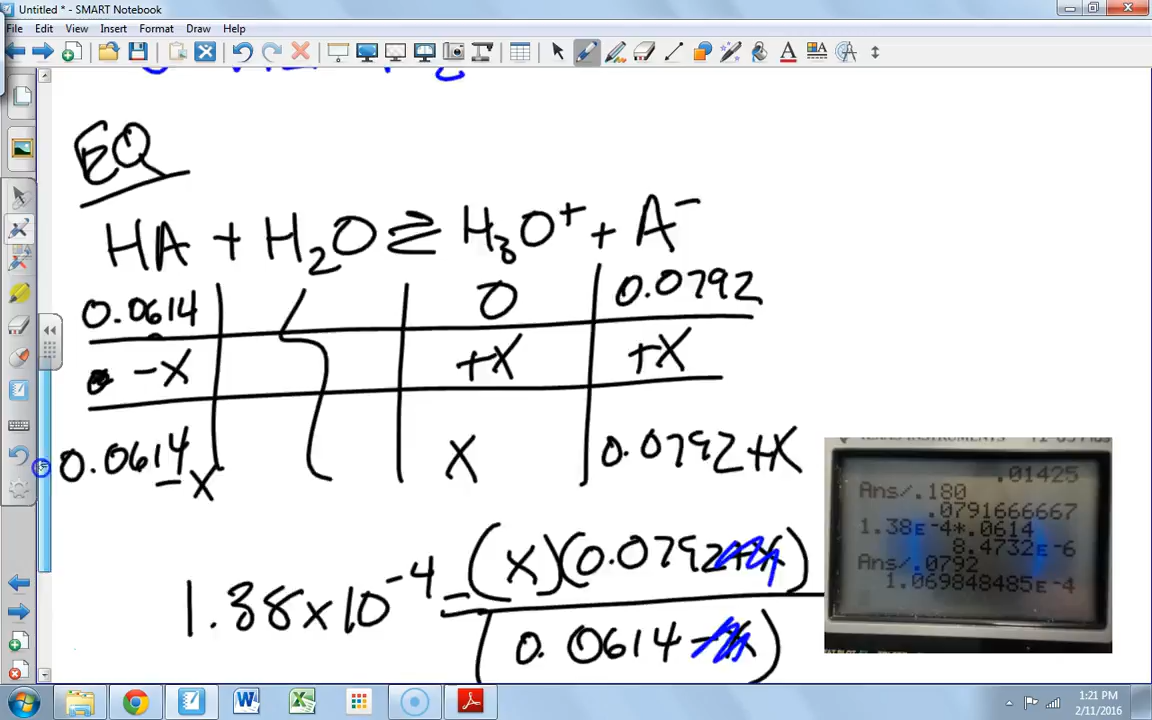 Untitled * - SMART Notebook
File Edit View Insert Format Draw Help
EQ
HA + H₂O ⇌ H₃O⁺ + A⁻
0.0614 0 0.0792
-X +X +X
0.0614 - X X 0.0792+X
1.38x10⁻⁴ = (X)(0.0792+X)
(0.0614-X)
.01425
Ans/.180
.0791666667
1.38E-4*.0614
8.4732E-6
Ans/.0792
1.069848485E-4
1:21 PM
2/11/2016